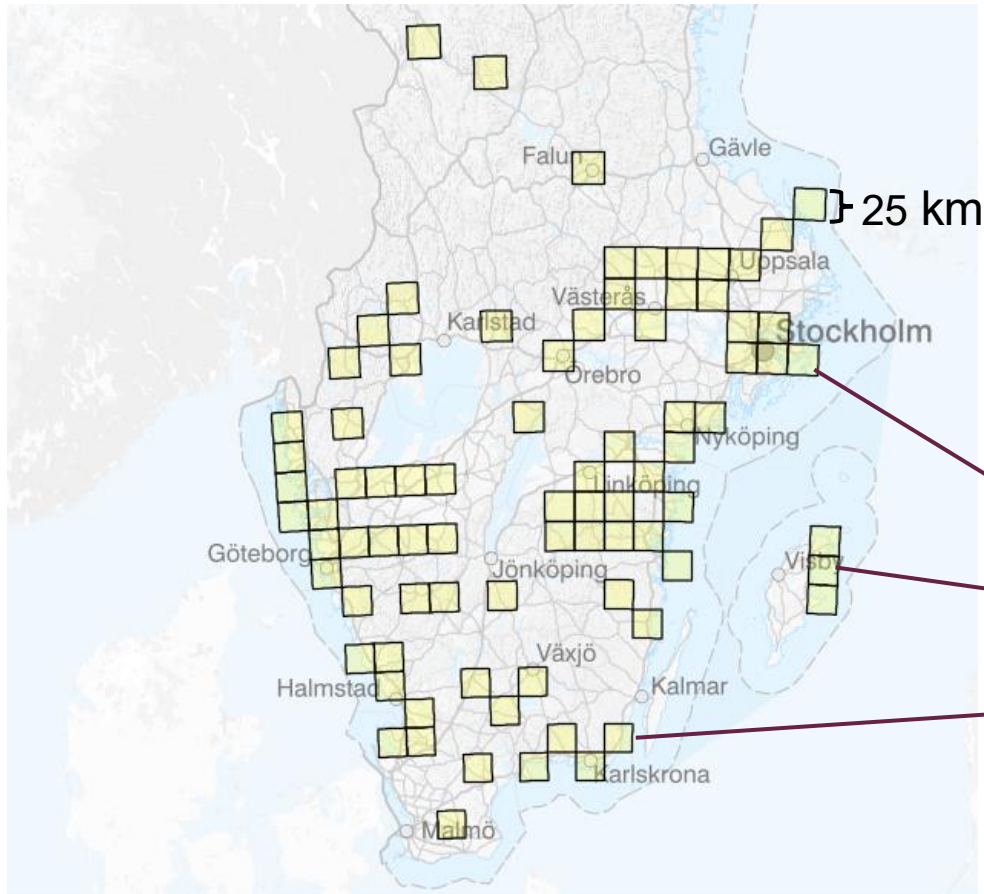 Falun
Gävle
} 25 km
Uppsala
Västerås
Karlstad
Stockholm
Örebro
Nyköping
Linköping
Göteborg
Visby
Jönköping
Växjö
Halmstad
Kalmar
Karlskrona
Malmö